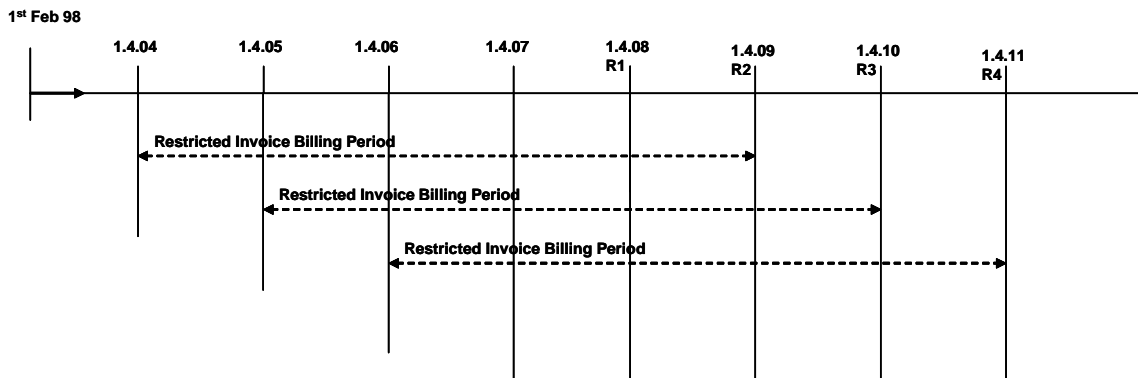 1st Feb 98
1.4.04
1.4.05
1.4.06
1.4.07
1.4.08
R1
1.4.09
R2
1.4.10
R3
1.4.11
R4
Restricted Invoice Billing Period
Restricted Invoice Billing Period
Restricted Invoice Billing Period